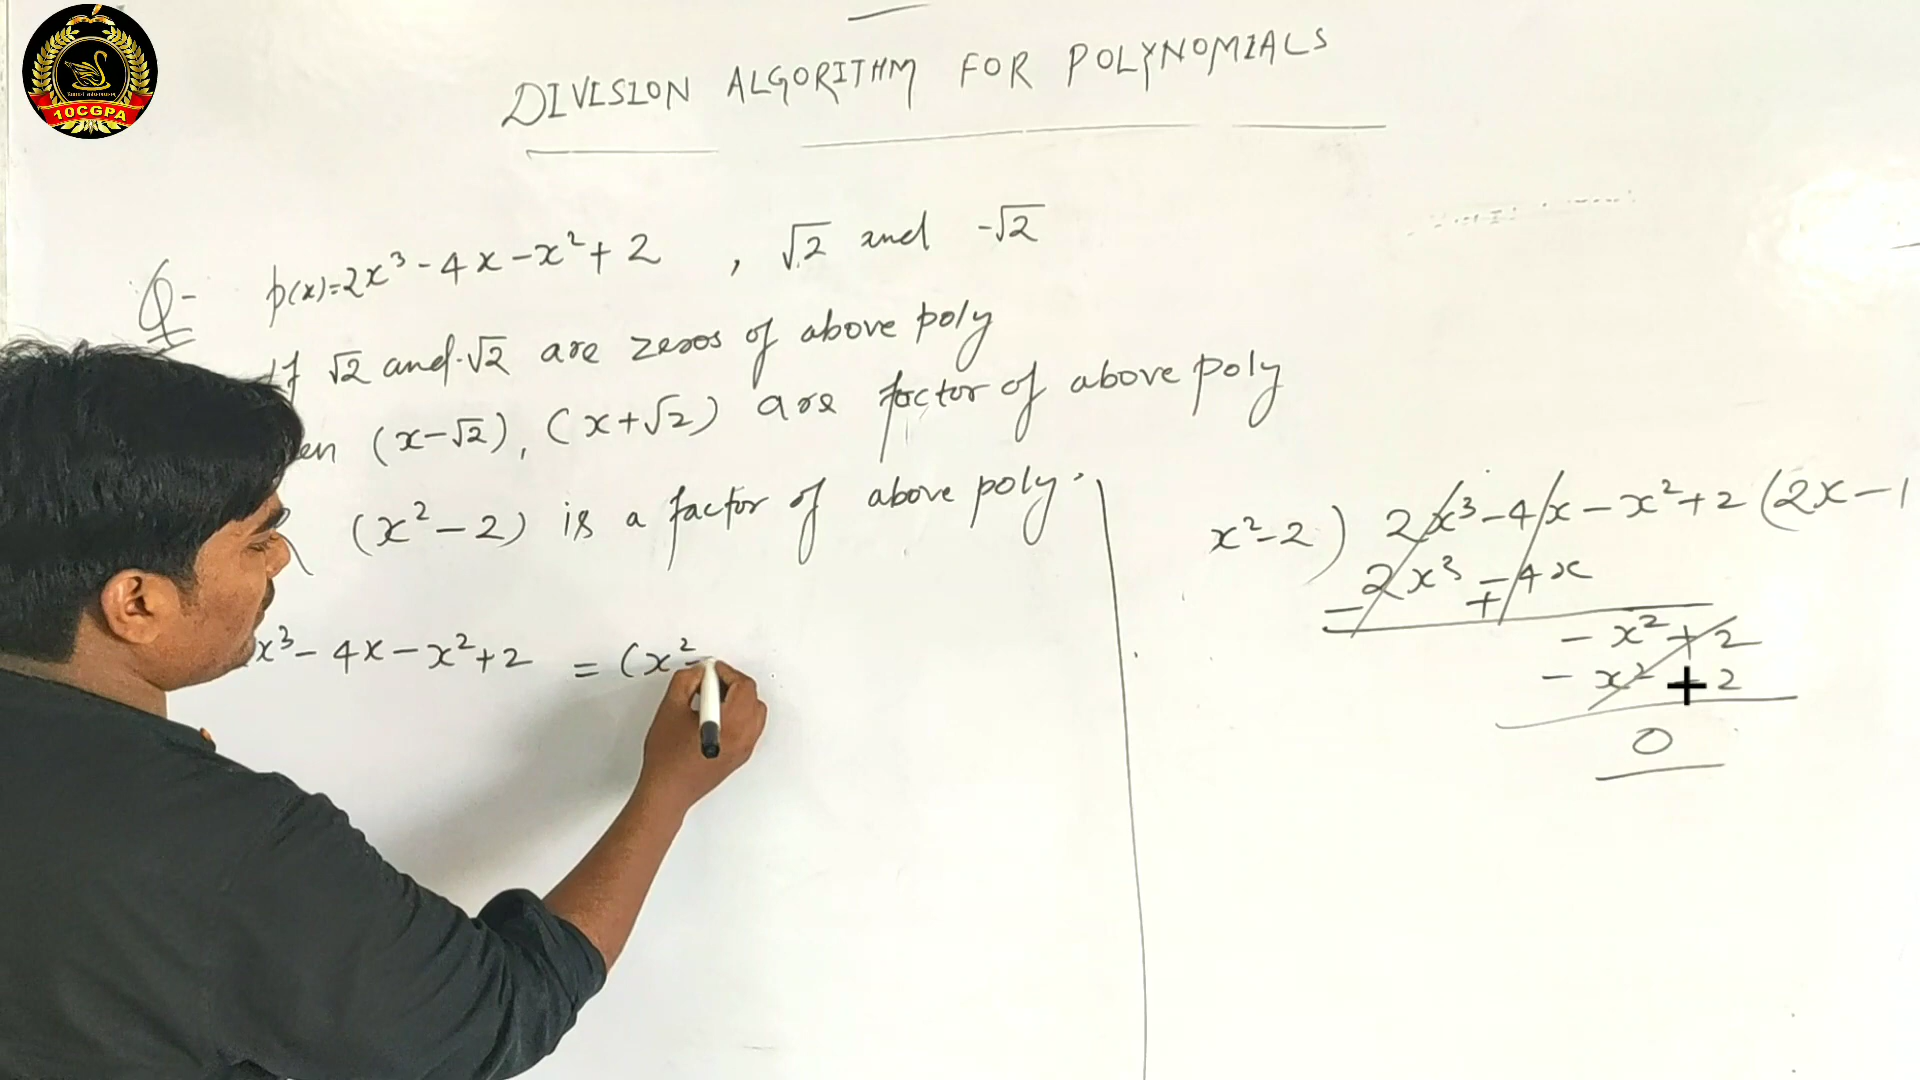 10CGPA
DIVISION ALGORITHM FOR POLYNOMIALS
Q- p(x)=2x³-4x-x²+2 , √2 and -√2
If √2 and -√2 are zeros of above poly
en (x-√2), (x+√2) are factor of above poly
(x²-2) is a factor of above poly.
x³-4x-x²+2 = (x²-
x²-2) 2x³-4x-x²+2 (2x-1
2x³-4x
- +
-x²+2
-x²+2
0